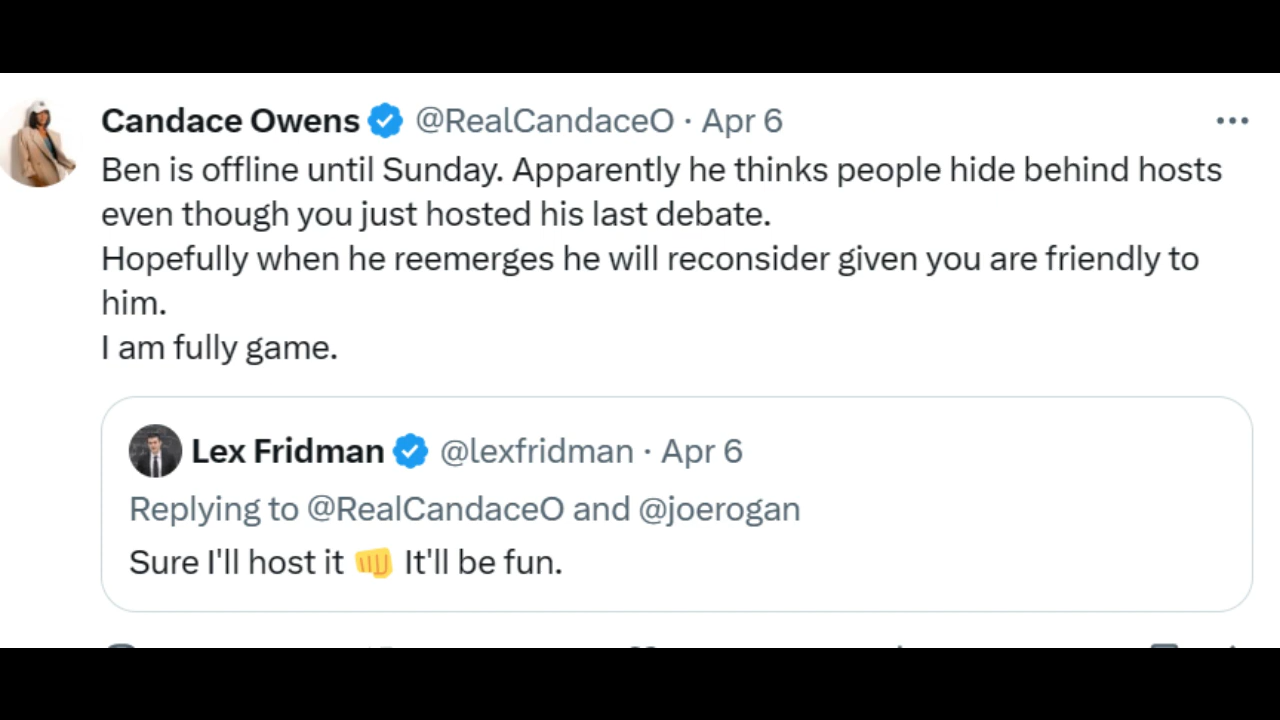 Candace Owens @RealCandaceO · Apr 6
Ben is offline until Sunday. Apparently he thinks people hide behind hosts
even though you just hosted his last debate.
Hopefully when he reemerges he will reconsider given you are friendly to
him.
I am fully game.
Lex Fridman @lexfridman · Apr 6
Replying to @RealCandaceO and @joerogan
Sure I'll host it 👊 It'll be fun.